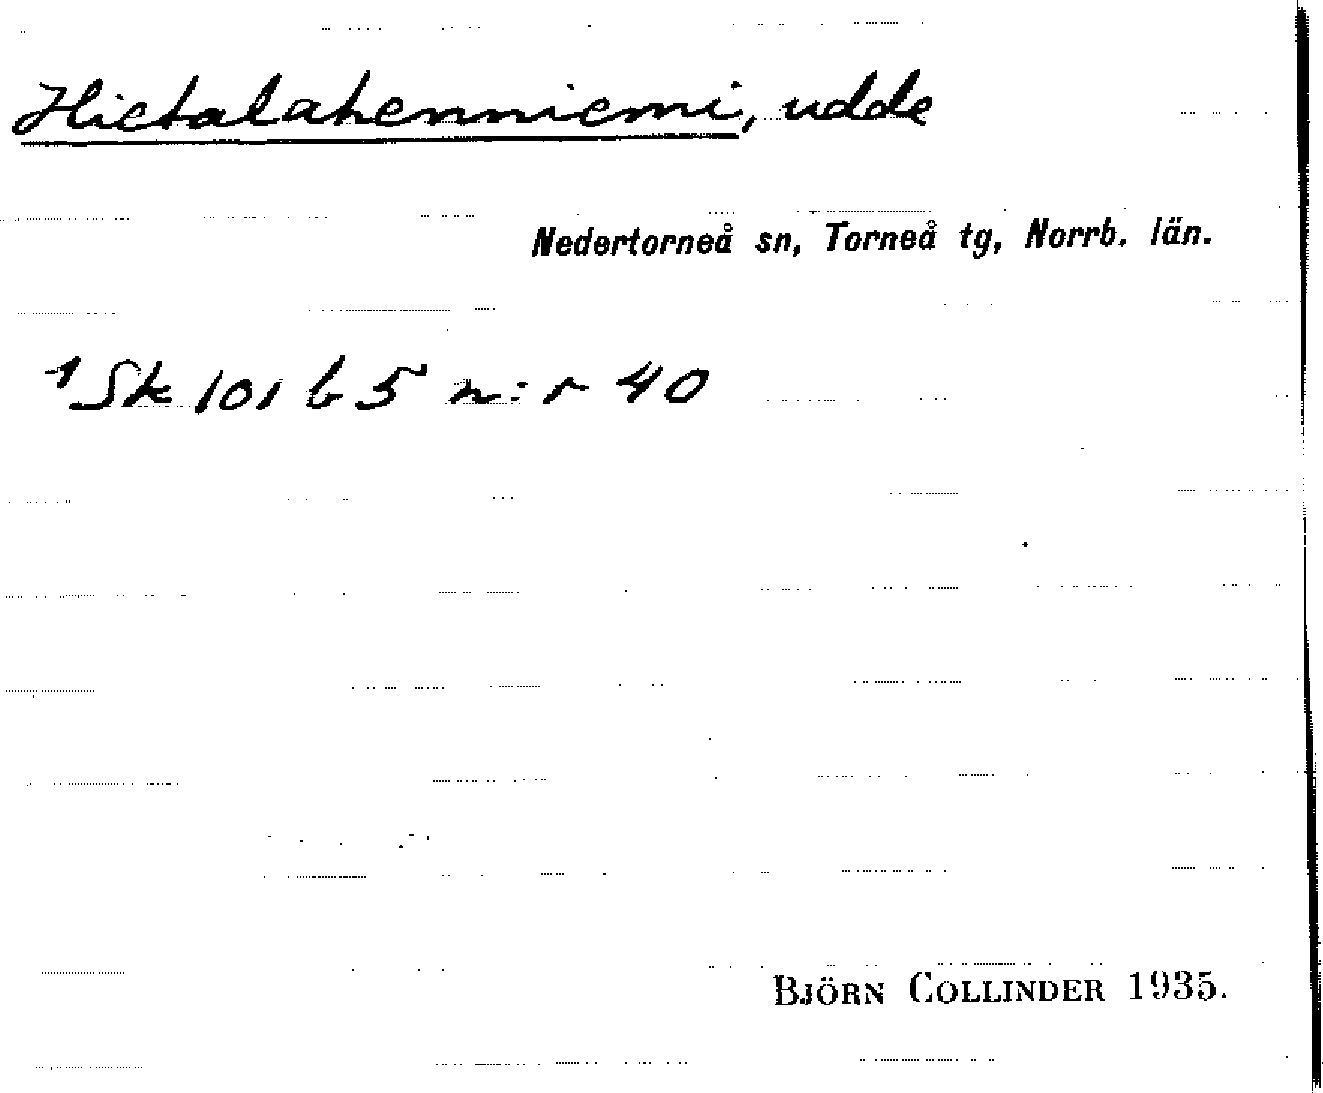 Hietalahenniemi, udde
Nedertorneå sn, Torneå tg, Norrb. län.
1 Sk 101 b 5 n:r 40
BJÖRN COLLINDER 1935.